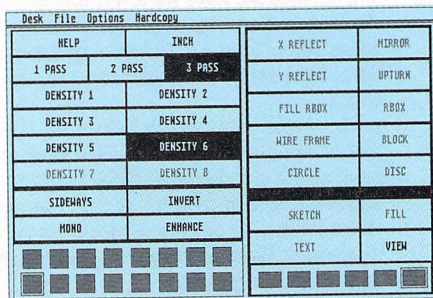 Desk File Options Hardcopy
HELP INCH
1 PASS 2 PASS 3 PASS
DENSITY 1 DENSITY 2
DENSITY 3 DENSITY 4
DENSITY 5 DENSITY 6
DENSITY 7 DENSITY 8
SIDEWAYS INVERT
MONO ENHANCE
X REFLECT MIRROR
Y REFLECT UPTURN
FILL RBOX RBOX
WIRE FRAME BLOCK
CIRCLE DISC
SKETCH FILL
TEXT VIEW